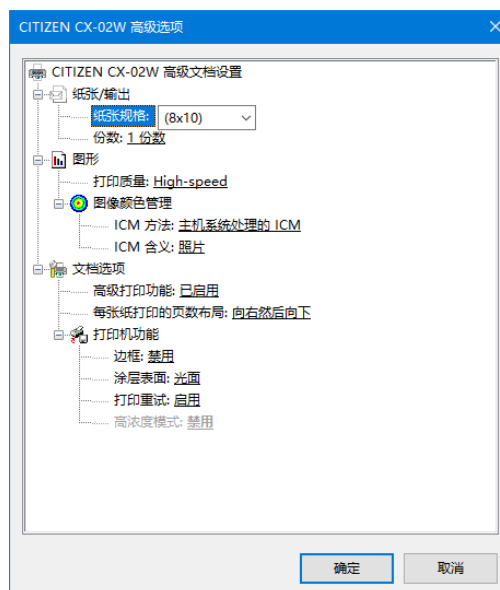 CITIZEN CX-02W 高级选项
CITIZEN CX-02W 高级文档设置
纸张/输出
纸张规格: (8x10)
份数: 1 份数
图形
打印质量: High-speed
图像颜色管理
ICM 方法: 主机系统处理的 ICM
ICM 含义: 照片
文档选项
高级打印功能: 已启用
每张纸打印的页数布局: 向右然后向下
打印机功能
边框: 禁用
涂层表面: 光面
打印重试: 启用
高浓度模式: 禁用
确定 取消